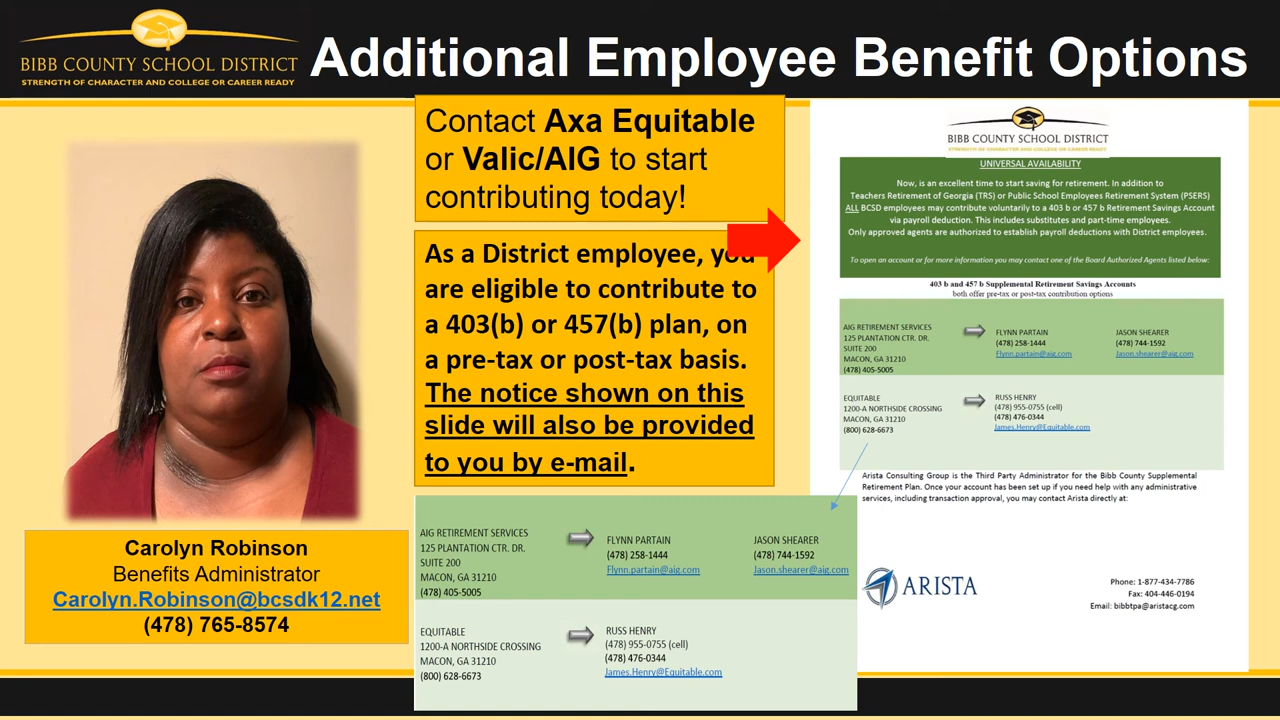 BIBB COUNTY SCHOOL DISTRICT
STRENGTH OF CHARACTER AND COLLEGE OR CAREER READY
Additional Employee Benefit Options
Carolyn Robinson
Benefits Administrator
Carolyn.Robinson@bcsdk12.net
(478) 765-8574
Contact Axa Equitable
or Valic/AIG to start
contributing today!
As a District employee, you
are eligible to contribute to
a 403(b) or 457(b) plan, on
a pre-tax or post-tax basis.
The notice shown on this
slide will also be provided
to you by e-mail.
AIG RETIREMENT SERVICES
125 PLANTATION CTR. DR.
SUITE 200
MACON, GA 31210
(478) 405-5005
FLYNN PARTAIN
(478) 258-1444
Flynn.partain@aig.com
JASON SHEARER
(478) 744-1592
Jason.shearer@aig.com
EQUITABLE
1200-A NORTHSIDE CROSSING
MACON, GA 31210
(800) 628-6673
RUSS HENRY
(478) 955-0755 (cell)
(478) 476-0344
James.Henry@Equitable.com
BIBB COUNTY SCHOOL DISTRICT
STRENGTH OF CHARACTER AND COLLEGE OR CAREER READY
UNIVERSAL AVAILABILITY
Now, is an excellent time to start saving for retirement. In addition to
Teachers Retirement of Georgia (TRS) or Public School Employees Retirement System (PSERS)
ALL BCSD employees may contribute voluntarily to a 403 b or 457 b Retirement Savings Account
via payroll deduction. This includes substitutes and part-time employees.
Only approved agents are authorized to establish payroll deductions with District employees.
To open an account or for more information you may contact one of the Board Authorized Agents listed below:
403 b and 457 b Supplemental Retirement Savings Accounts
both offer pre-tax or post-tax contribution options
AIG RETIREMENT SERVICES
125 PLANTATION CTR. DR.
SUITE 200
MACON, GA 31210
(478) 405-5005
FLYNN PARTAIN
(478) 258-1444
Flynn.partain@aig.com
JASON SHEARER
(478) 744-1592
Jason.shearer@aig.com
EQUITABLE
1200-A NORTHSIDE CROSSING
MACON, GA 31210
(800) 628-6673
RUSS HENRY
(478) 955-0755 (cell)
(478) 476-0344
James.Henry@Equitable.com
Arista Consulting Group is the Third Party Administrator for the Bibb County Supplemental
Retirement Plan. Once your account has been set up if you need help with any administrative
services, including transaction approval, you may contact Arista directly at:
ARISTA
Phone: 1-877-434-7786
Fax: 404-446-0194
Email: bibbtpa@aristacg.com